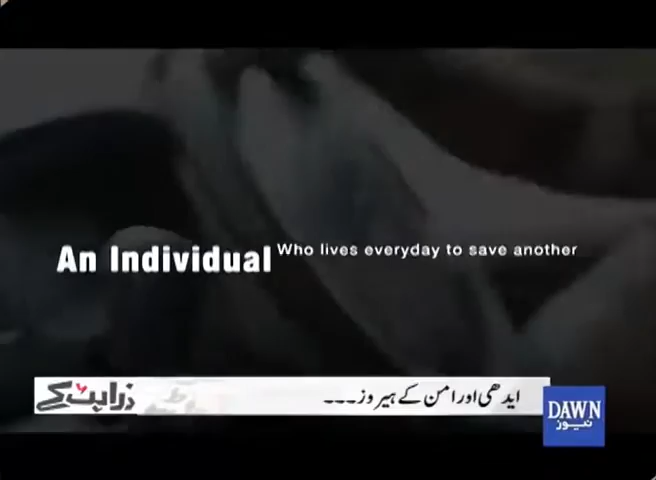 An Individual Who lives everyday to save another
ذرا ہٹ کے
ایدھی اور امن کے ہیروز۔۔۔
DAWN
نیوز